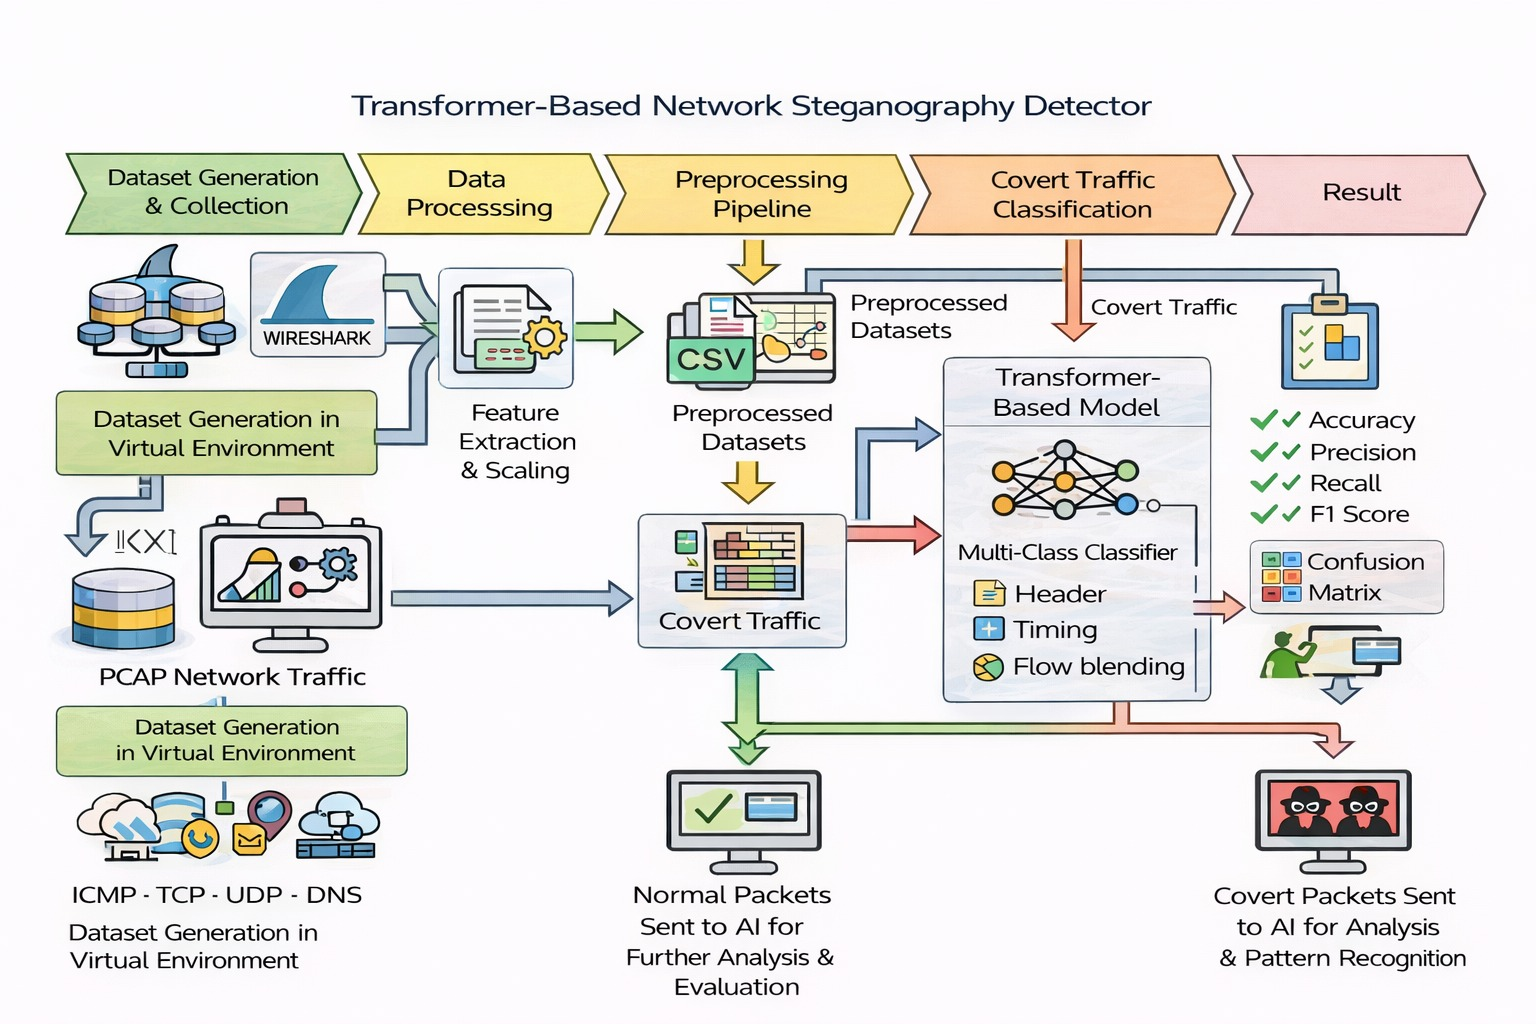 Transformer-Based Network Steganography Detector
Dataset Generation
& Collection
Data
Processsing
Preprocessing
Pipeline
Covert Traffic
Classification
Result
WIRESHARK
Dataset Generation in
Virtual Environment
Feature
Extraction
& Scaling
CSV
Preprocessed
Datasets
Preprocessed
Datasets
Covert Traffic
Transformer-
Based Model
Multi-Class Classifier
Header
Timing
Flow blending
Accuracy
Precision
Recall
F1 Score
Confusion
Matrix
Covert Traffic
PCAP Network Traffic
Dataset Generation
in Virtual Environment
ICMP - TCP - UDP - DNS
Dataset Generation in
Virtual Environment
Normal Packets
Sent to AI for
Further Analysis &
Evaluation
Covert Packets Sent
to AI for Analysis
& Pattern Recognition